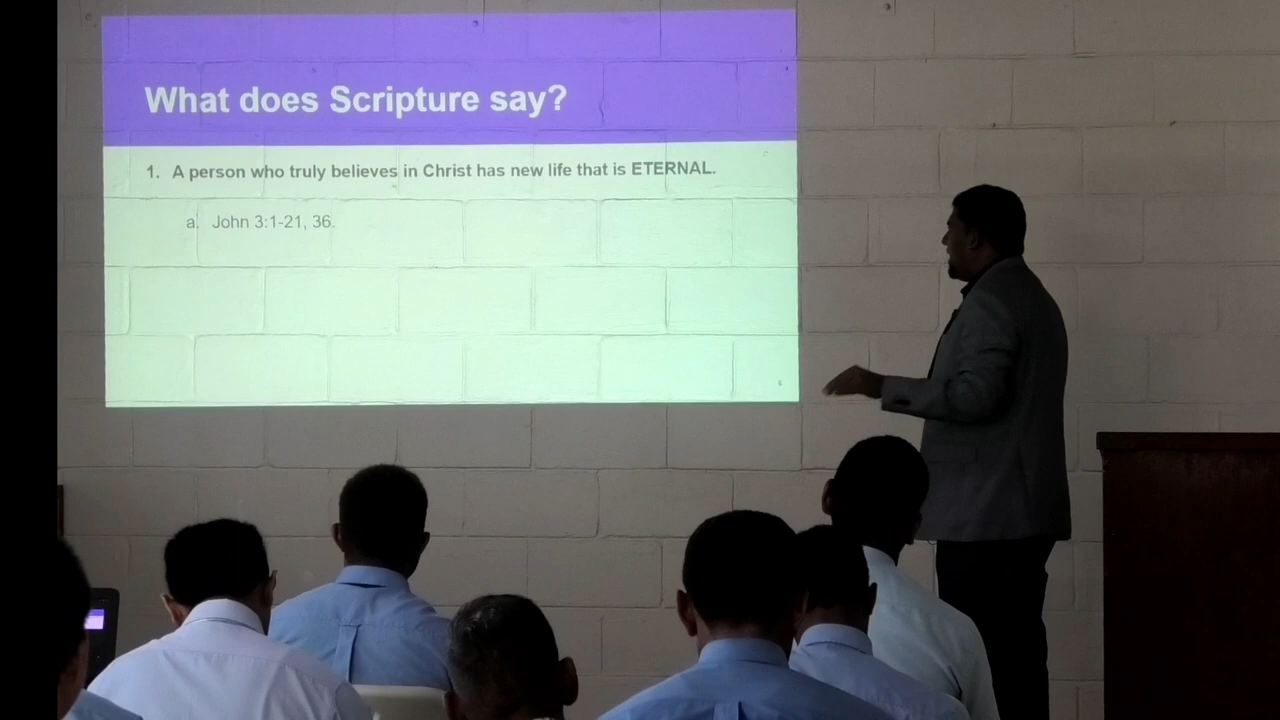 What does Scripture say?
1. A person who truly believes in Christ has new life that is ETERNAL.
a. John 3:1-21, 36.